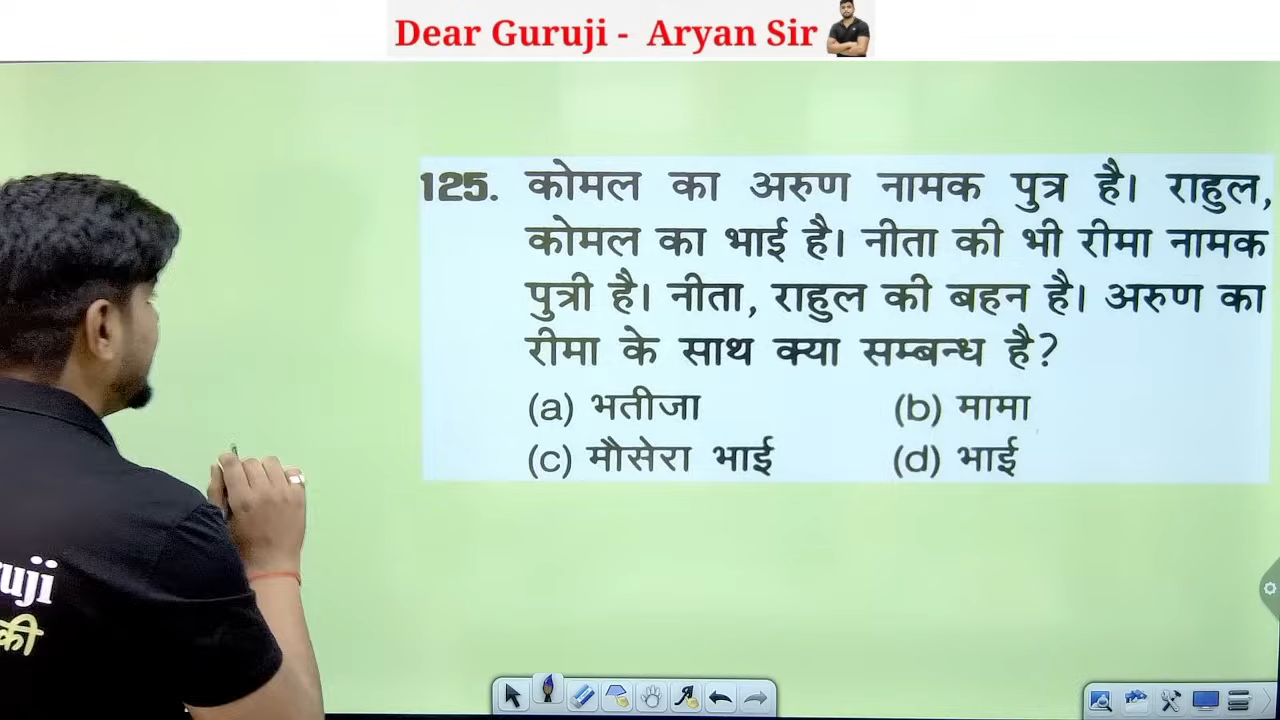 Dear Guruji - Aryan Sir
125. कोमल का अरुण नामक पुत्र है। राहुल,
कोमल का भाई है। नीता की भी रीमा नामक
पुत्री है। नीता, राहुल की बहन है। अरुण का
रीमा के साथ क्या सम्बन्ध है?
(a) भतीजा (b) मामा
(c) मौसेरा भाई (d) भाई
uji
की